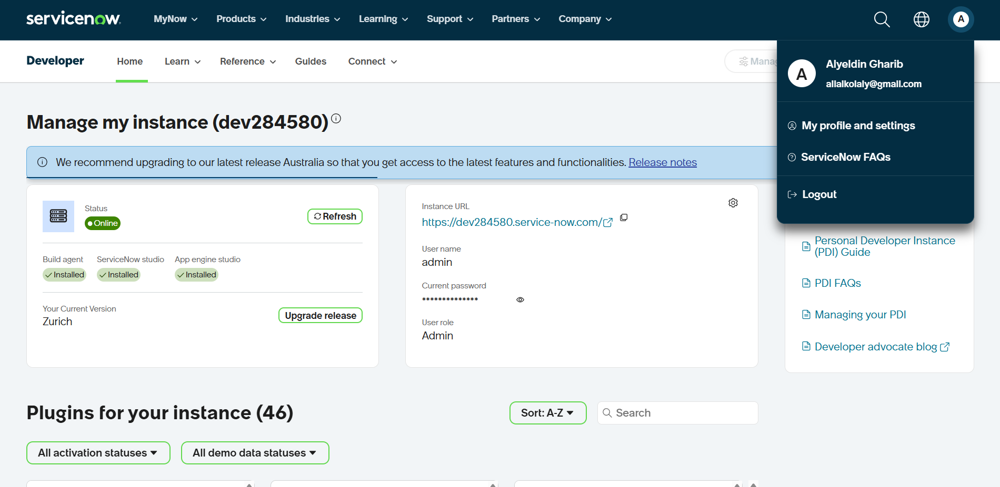 servicenow
MyNow
Products
Industries
Learning
Support
Partners
Company
A
Developer
Home
Learn
Reference
Guides
Connect
A
Alyeldin Gharib
alialkolaly@gmail.com
My profile and settings
ServiceNow FAQs
Logout
Manage my instance (dev284580)
We recommend upgrading to our latest release Australia so that you get access to the latest features and functionalities. Release notes
Status
Online
Refresh
Build agent
Installed
ServiceNow studio
Installed
App engine studio
Installed
Your Current Version
Zurich
Upgrade release
Instance URL
https://dev284580.service-now.com/
User name
admin
Current password
**************
User role
Admin
Personal Developer Instance
(PDI) Guide
PDI FAQs
Managing your PDI
Developer advocate blog
Plugins for your instance (46)
Sort: A-Z
Search
All activation statuses
All demo data statuses